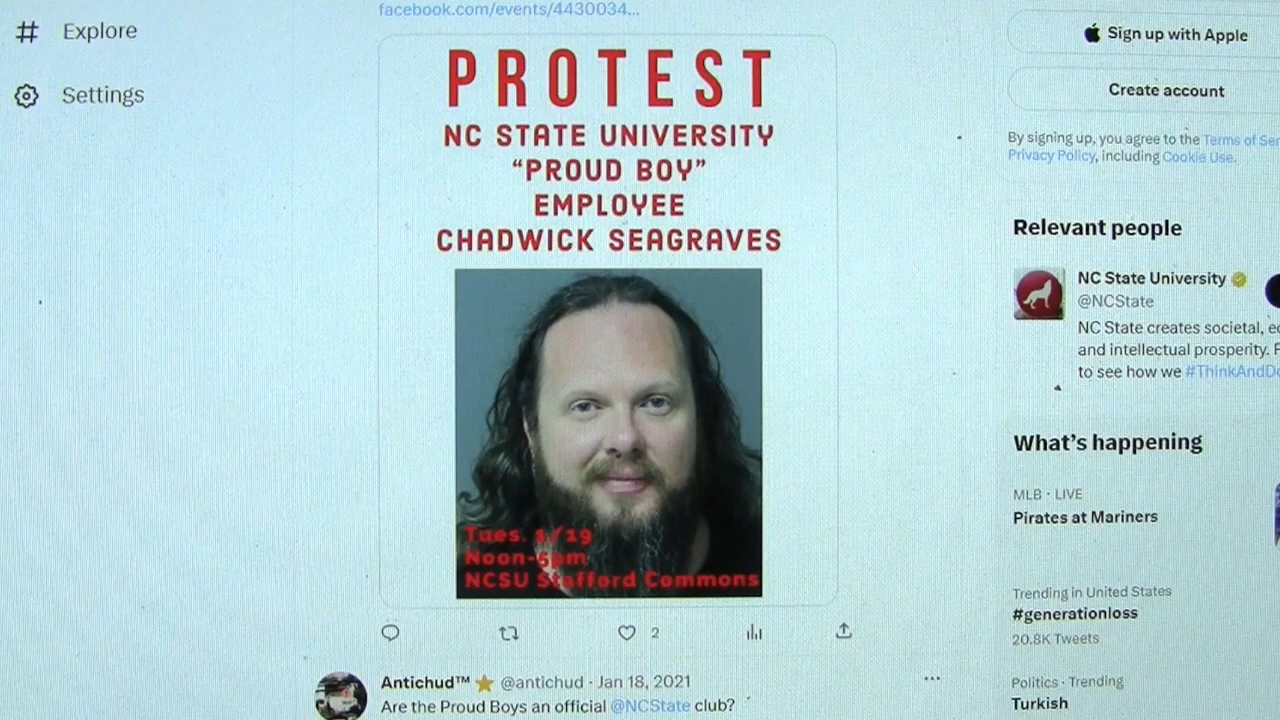 facebook.com/events/4430034...
Explore
Settings
PROTEST
NC STATE UNIVERSITY
“PROUD BOY”
EMPLOYEE
CHADWICK SEAGRAVES
Tues. 1/19
Noon-5pm
NCSU Stafford Commons
2
Antichud™ @antichud · Jan 18, 2021
Are the Proud Boys an official @NCState club?
Sign up with Apple
Create account
By signing up, you agree to the Terms of Ser
Privacy Policy, including Cookie Use.
Relevant people
NC State University
@NCState
NC State creates societal, ec
and intellectual prosperity. F
to see how we #ThinkAndDo
What’s happening
MLB · LIVE
Pirates at Mariners
Trending in United States
#generationloss
20.8K Tweets
Politics · Trending
Turkish